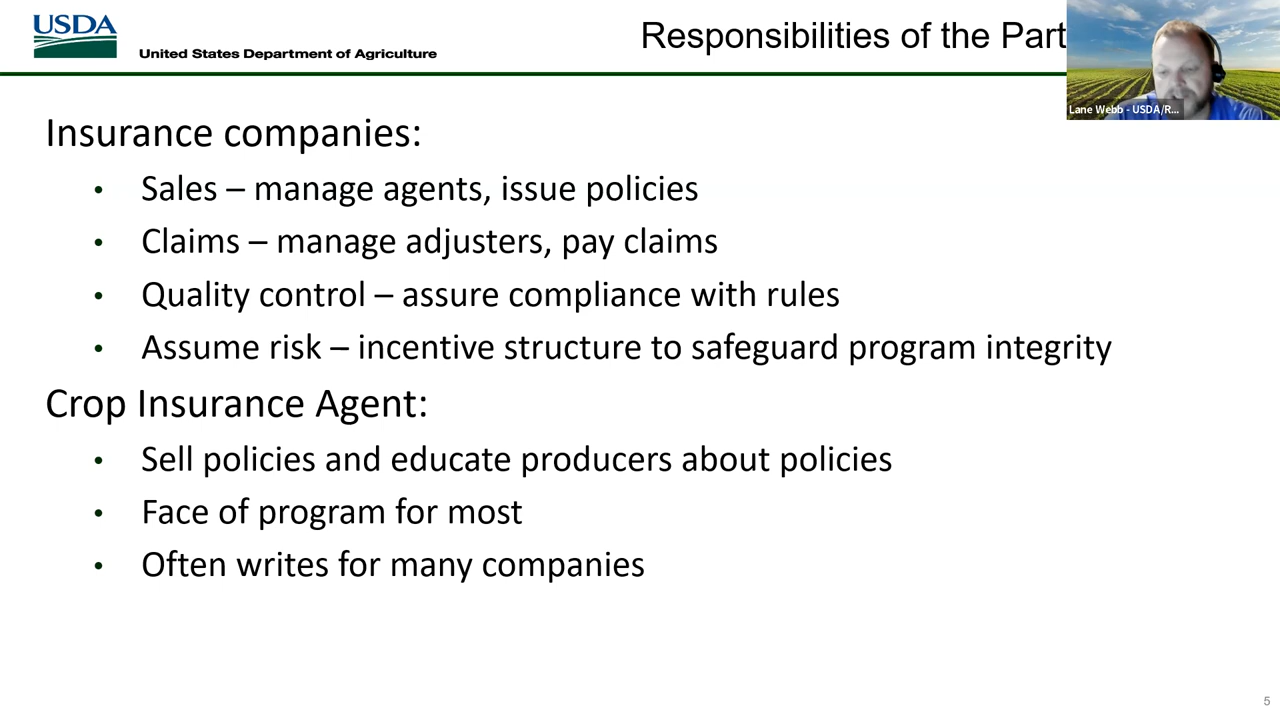 USDA
United States Department of Agriculture
Responsibilities of the Part
Lane Webb - USDA/R...
Insurance companies:
• Sales – manage agents, issue policies
• Claims – manage adjusters, pay claims
• Quality control – assure compliance with rules
• Assume risk – incentive structure to safeguard program integrity
Crop Insurance Agent:
• Sell policies and educate producers about policies
• Face of program for most
• Often writes for many companies
5